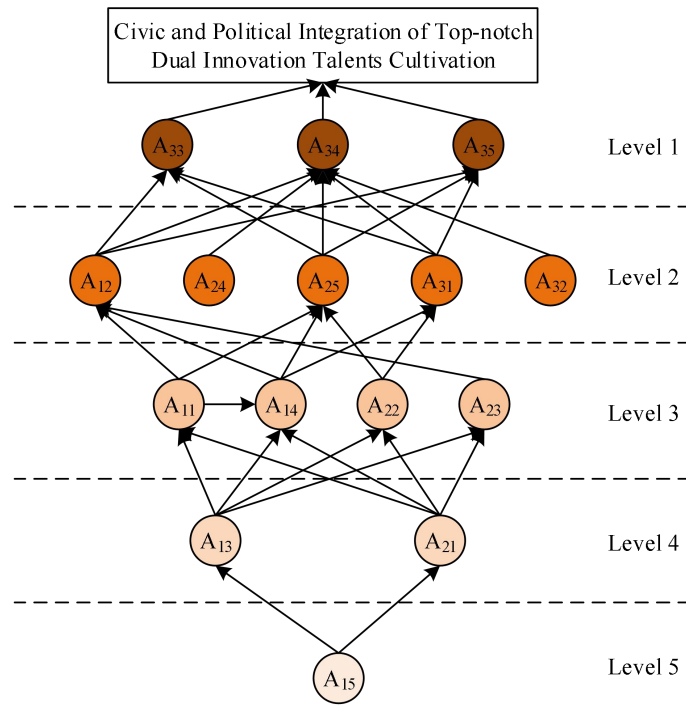 Civic and Political Integration of Top-notch
Dual Innovation Talents Cultivation
A33 A34 A35 Level 1
A12 A24 A25 A31 A32 Level 2
A11 A14 A22 A23 Level 3
A13 A21 Level 4
A15 Level 5